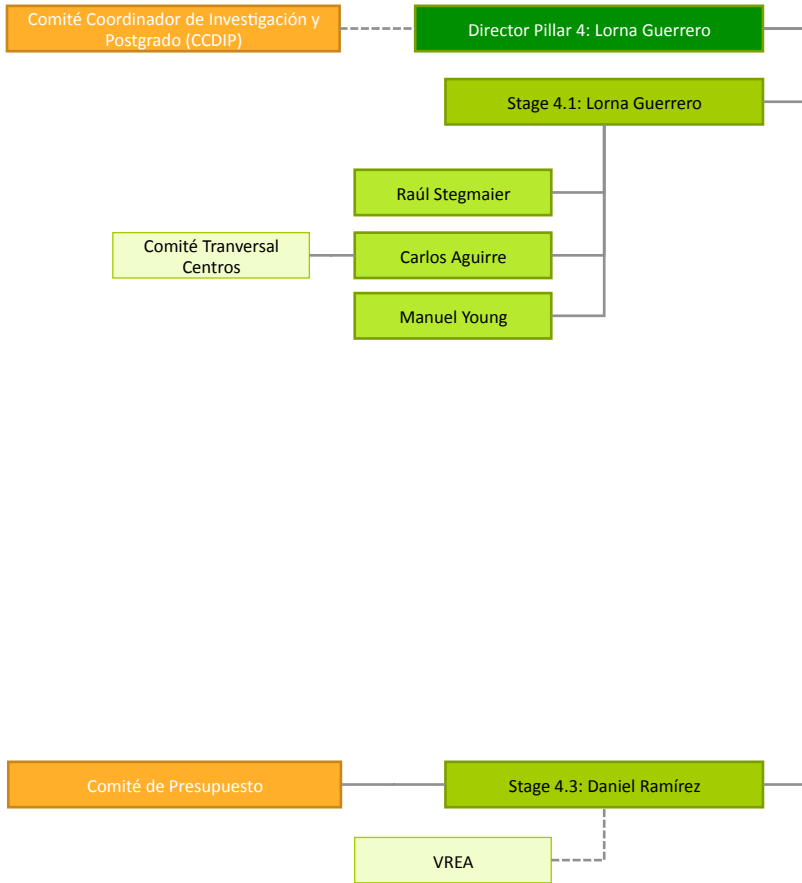 Comité Coordinador de Investigación y
Postgrado (CCDIP)
Director Pillar 4: Lorna Guerrero
Stage 4.1: Lorna Guerrero
Raúl Stegmaier
Comité Tranversal
Centros
Carlos Aguirre
Manuel Young
Comité de Presupuesto
Stage 4.3: Daniel Ramírez
VREA